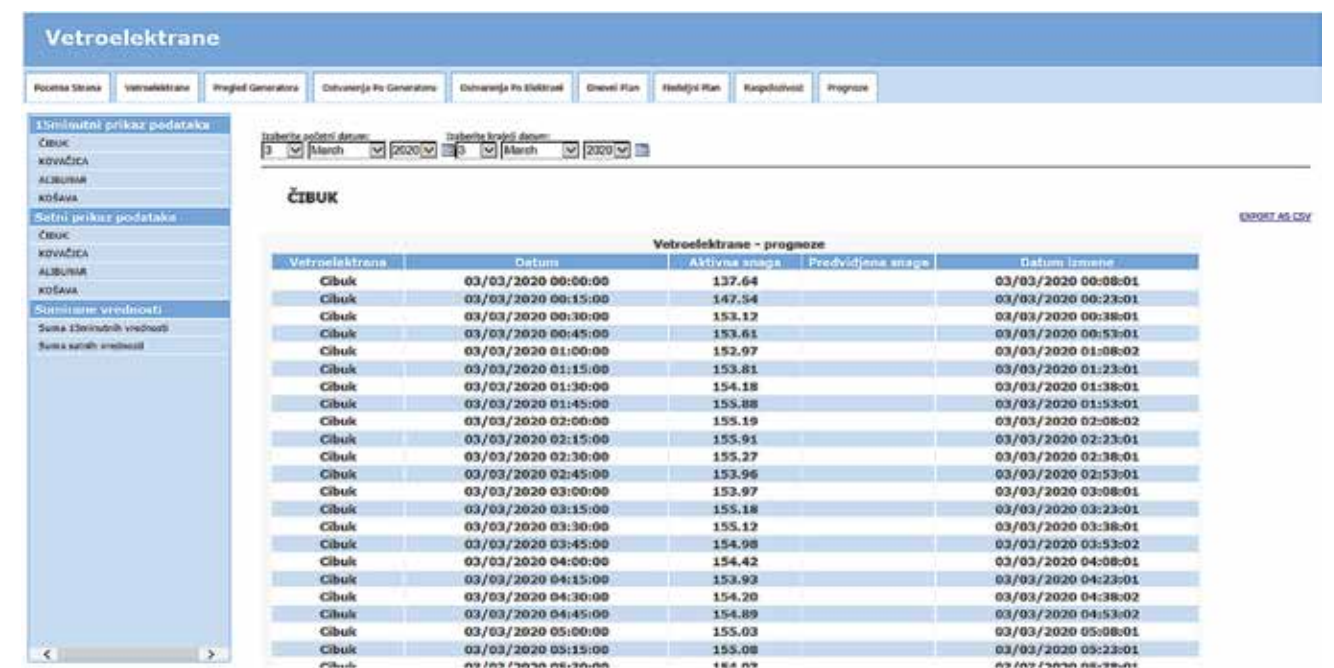 Vetroelektrane
Pocetna Strana Vetroelektrane Pregled Generatora Ostvarenja Po Generatoru Ostvarenja Po Elektrani Dnevni Plan Nedeljni Plan Raspolozivost Prognoze
15minutni prikaz podataka
ČIBUK
KOVAČICA
ALIBUNAR
KOŠAVA
Satni prikaz podataka
ČIBUK
KOVAČICA
ALIBUNAR
KOŠAVA
Sumirane vrednosti
Suma 15minutnih vrednosti
Suma satnih vrednosti
Izaberite početni datum: Izaberite krajnji datum:
3 March 2020 3 March 2020
ČIBUK
EXPORT AS CSV
Vetroelektrane - prognoze
Vetroelektrana Datum Aktivna snaga Predvidjena snaga Datum izmene
Cibuk 03/03/2020 00:00:00 137.64 03/03/2020 00:08:01
Cibuk 03/03/2020 00:15:00 147.54 03/03/2020 00:23:01
Cibuk 03/03/2020 00:30:00 153.12 03/03/2020 00:38:01
Cibuk 03/03/2020 00:45:00 153.61 03/03/2020 00:53:01
Cibuk 03/03/2020 01:00:00 152.97 03/03/2020 01:08:02
Cibuk 03/03/2020 01:15:00 153.81 03/03/2020 01:23:01
Cibuk 03/03/2020 01:30:00 154.18 03/03/2020 01:38:01
Cibuk 03/03/2020 01:45:00 155.88 03/03/2020 01:53:01
Cibuk 03/03/2020 02:00:00 155.19 03/03/2020 02:08:02
Cibuk 03/03/2020 02:15:00 155.91 03/03/2020 02:23:01
Cibuk 03/03/2020 02:30:00 155.27 03/03/2020 02:38:01
Cibuk 03/03/2020 02:45:00 153.96 03/03/2020 02:53:01
Cibuk 03/03/2020 03:00:00 153.97 03/03/2020 03:08:01
Cibuk 03/03/2020 03:15:00 155.18 03/03/2020 03:23:01
Cibuk 03/03/2020 03:30:00 155.12 03/03/2020 03:38:01
Cibuk 03/03/2020 03:45:00 154.98 03/03/2020 03:53:02
Cibuk 03/03/2020 04:00:00 154.42 03/03/2020 04:08:01
Cibuk 03/03/2020 04:15:00 153.93 03/03/2020 04:23:01
Cibuk 03/03/2020 04:30:00 154.20 03/03/2020 04:38:02
Cibuk 03/03/2020 04:45:00 154.89 03/03/2020 04:53:02
Cibuk 03/03/2020 05:00:00 155.03 03/03/2020 05:08:01
Cibuk 03/03/2020 05:15:00 155.08 03/03/2020 05:23:01
Cibuk